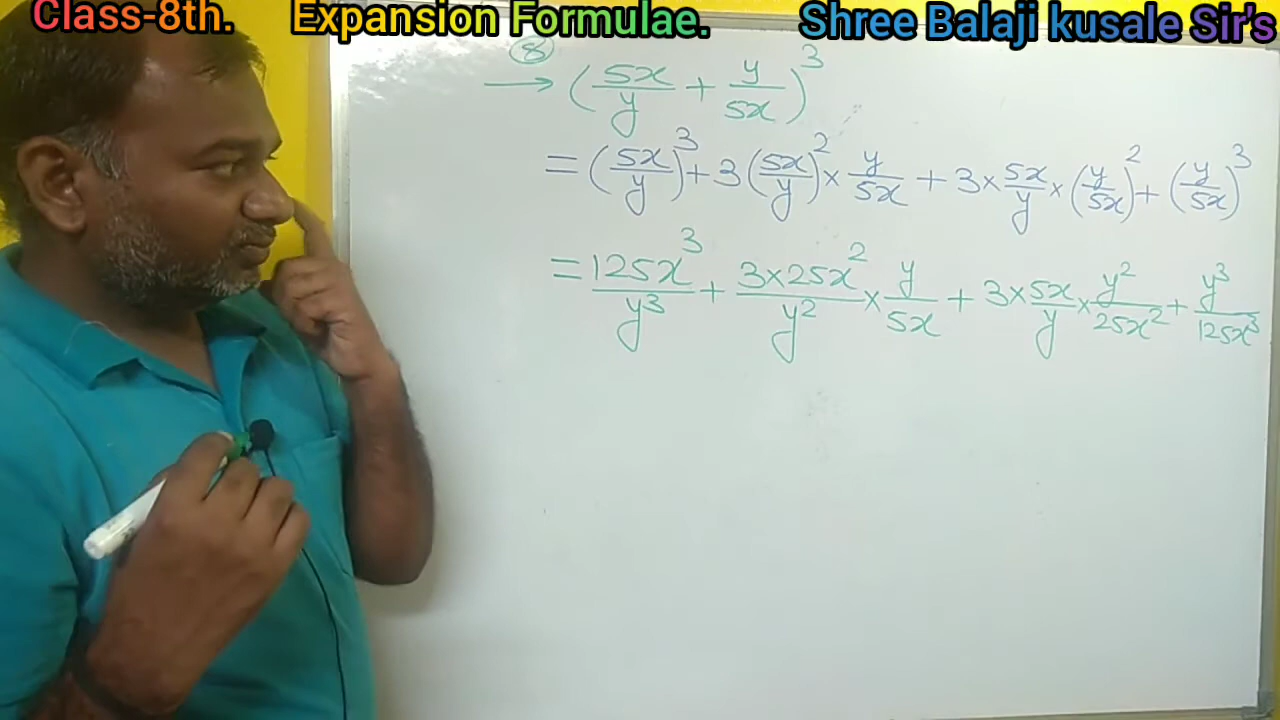 Class-8th. Expansion Formulae. Shree Balaji kusale Sir's
⑧
→ (5x/y + y/5x)³
= (5x/y)³ + 3(5x/y)² × y/5x + 3 × 5x/y × (y/5x)² + (y/5x)³
= 125x³/y³ + 3×25x²/y² × y/5x + 3 × 5x/y × y²/25x² + y³/125x³